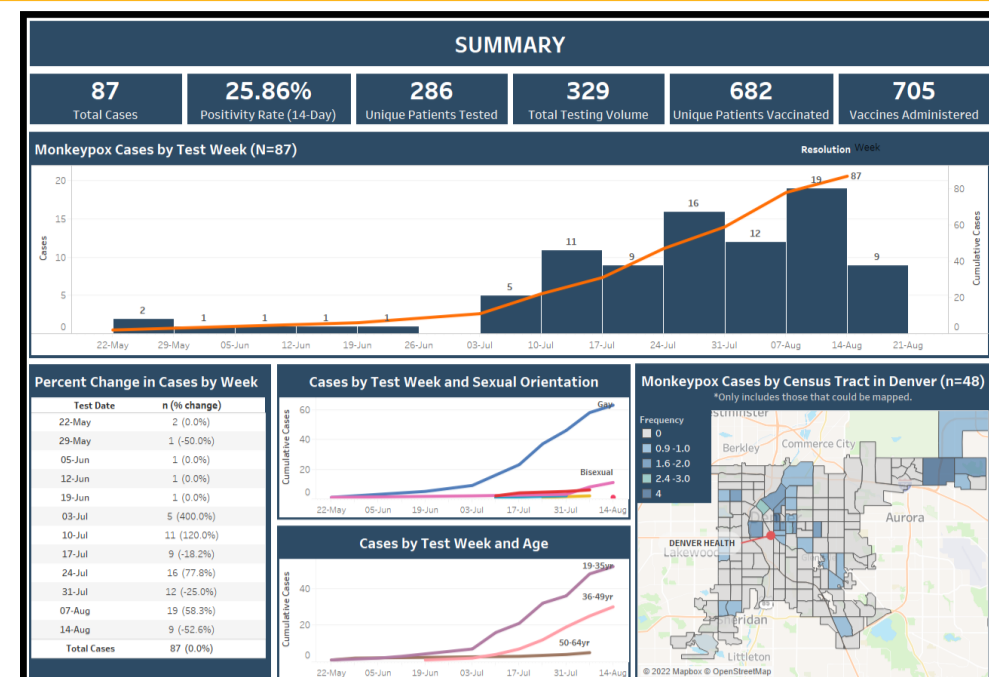 SUMMARY
87
Total Cases
25.86%
Positivity Rate (14-Day)
286
Unique Patients Tested
329
Total Testing Volume
682
Unique Patients Vaccinated
705
Vaccines Administered
Monkeypox Cases by Test Week (N=87)
Resolution Week
Cases
20
15
10
5
0
2
1
1
1
1
5
11
9
16
12
19
9
87
80
60
40
20
0
Cumulative Cases
22-May 29-May 05-Jun 12-Jun 19-Jun 26-Jun 03-Jul 10-Jul 17-Jul 24-Jul 31-Jul 07-Aug 14-Aug 21-Aug
Percent Change in Cases by Week
Test Date n (% change)
22-May 2 (0.0%)
29-May 1 (-50.0%)
05-Jun 1 (0.0%)
12-Jun 1 (0.0%)
19-Jun 1 (0.0%)
03-Jul 5 (400.0%)
10-Jul 11 (120.0%)
17-Jul 9 (-18.2%)
24-Jul 16 (77.8%)
31-Jul 12 (-25.0%)
07-Aug 19 (58.3%)
14-Aug 9 (-52.6%)
Total Cases 87 (0.0%)
Cases by Test Week and Sexual Orientation
Cumulative Cases
60
40
20
0
Gay
Bisexual
22-May 05-Jun 19-Jun 03-Jul 17-Jul 31-Jul 14-Aug
Cases by Test Week and Age
Cumulative Cases
40
20
0
19-35yr
36-49yr
50-64yr
22-May 05-Jun 19-Jun 03-Jul 17-Jul 31-Jul 14-Aug
Monkeypox Cases by Census Tract in Denver (n=48)
*Only includes those that could be mapped.
Frequency
0
0.9 -1.0
1.6 -2.0
2.4 -3.0
4
stminster
Berkley
Commerce City
Aurora
DENVER HEALTH
Lakewood
Sheridan
Littleton
© 2022 Mapbox © OpenStreetMap